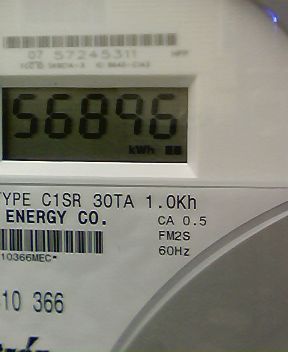 07 57245311
56896
kWh
TYPE C1SR 30TA 1.0Kh
ENERGY CO.
CA 0.5
FM2S
60Hz
10366MEC*
10 366